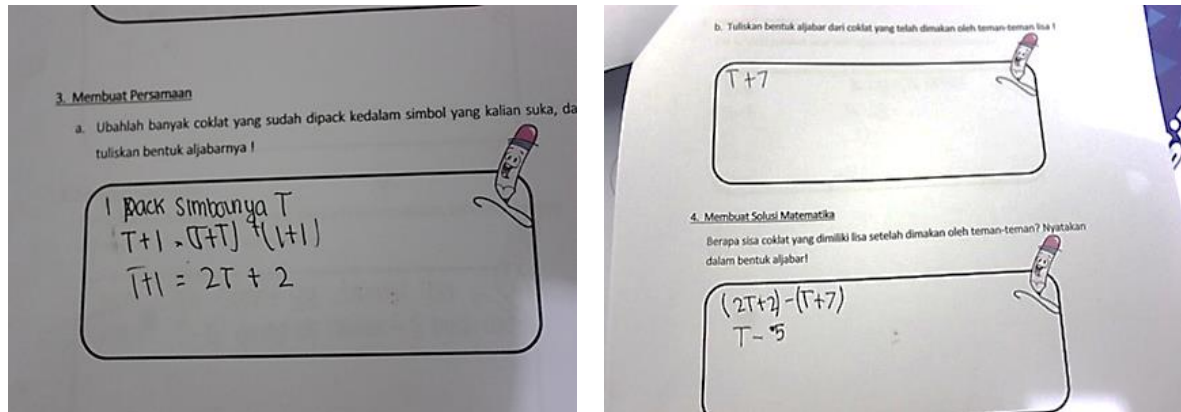 3. Membuat Persamaan
a. Ubahlah banyak coklat yang sudah dipack kedalam simbol yang kalian suka, da
tuliskan bentuk aljabarnya !
1 pack simbolnya T
T+1 = (T+T) + (1+1)
T+1 = 2T + 2
b. Tuliskan bentuk aljabar dari coklat yang telah dimakan oleh teman-teman lisa !
T+7
4. Membuat Solusi Matematika
Berapa sisa coklat yang dimiliki lisa setelah dimakan oleh teman-teman? Nyatakan
dalam bentuk aljabar!
(2T+2)-(T+7)
T-5